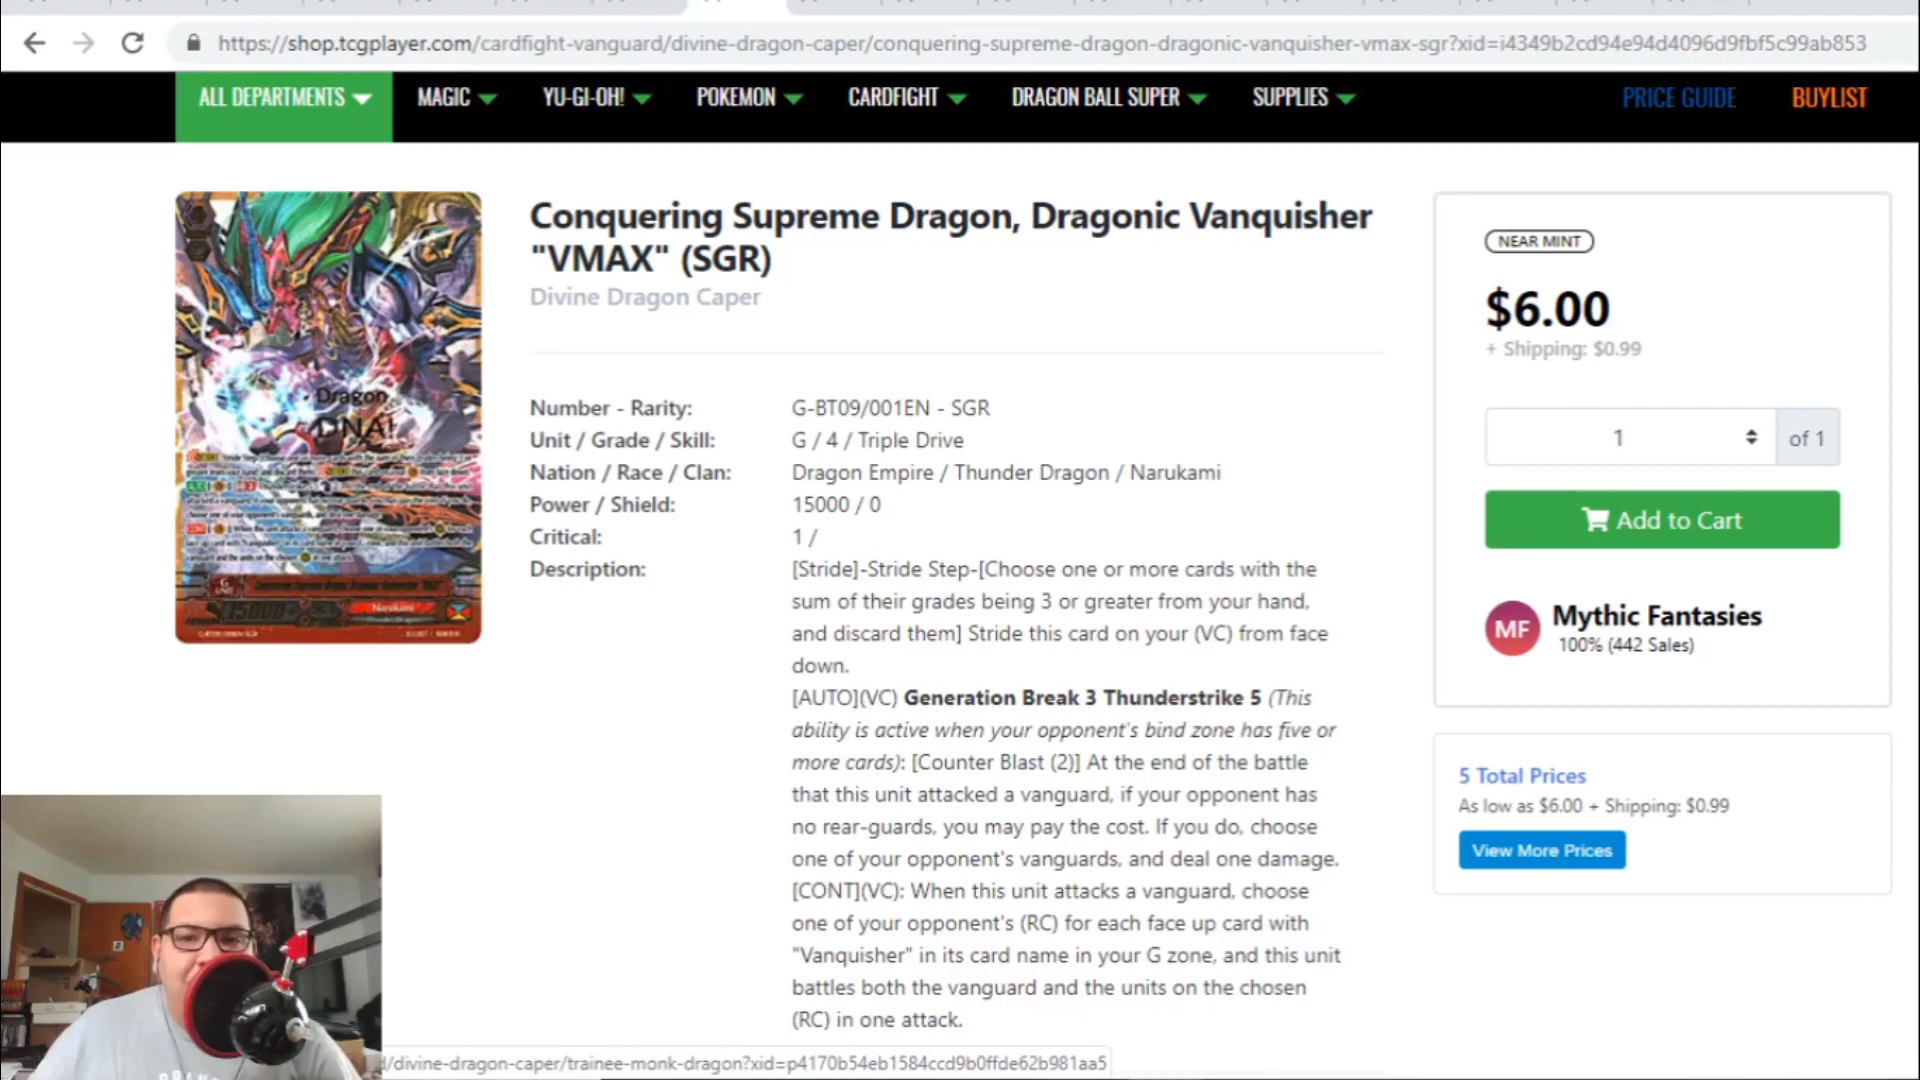 https://shop.tcgplayer.com/cardfight-vanguard/divine-dragon-caper/conquering-supreme-dragon-dragonic-vanquisher-vmax-sgr?xid=i4349b2cd94e94d4096d9fbf5c99ab853
ALL DEPARTMENTS MAGIC YU-GI-OH! POKEMON CARDFIGHT DRAGON BALL SUPER SUPPLIES PRICE GUIDE BUYLIST
Conquering Supreme Dragon, Dragonic Vanquisher
"VMAX" (SGR)
Divine Dragon Caper
Number - Rarity: G-BT09/001EN - SGR
Unit / Grade / Skill: G / 4 / Triple Drive
Nation / Race / Clan: Dragon Empire / Thunder Dragon / Narukami
Power / Shield: 15000 / 0
Critical: 1 /
Description: [Stride]-Stride Step-[Choose one or more cards with the
sum of their grades being 3 or greater from your hand,
and discard them] Stride this card on your (VC) from face
down.
[AUTO](VC) Generation Break 3 Thunderstrike 5 (This
ability is active when your opponent's bind zone has five or
more cards): [Counter Blast (2)] At the end of the battle
that this unit attacked a vanguard, if your opponent has
no rear-guards, you may pay the cost. If you do, choose
one of your opponent's vanguards, and deal one damage.
[CONT](VC): When this unit attacks a vanguard, choose
one of your opponent's (RC) for each face up card with
"Vanquisher" in its card name in your G zone, and this unit
battles both the vanguard and the units on the chosen
(RC) in one attack.
NEAR MINT
$6.00
+ Shipping: $0.99
1 of 1
Add to Cart
MF Mythic Fantasies
100% (442 Sales)
5 Total Prices
As low as $6.00 + Shipping: $0.99
View More Prices
Dragon
DNA!
15000+
Narukami
/divine-dragon-caper/trainee-monk-dragon?xid=p4170b54eb1584ccd9b0ffde62b981aa5